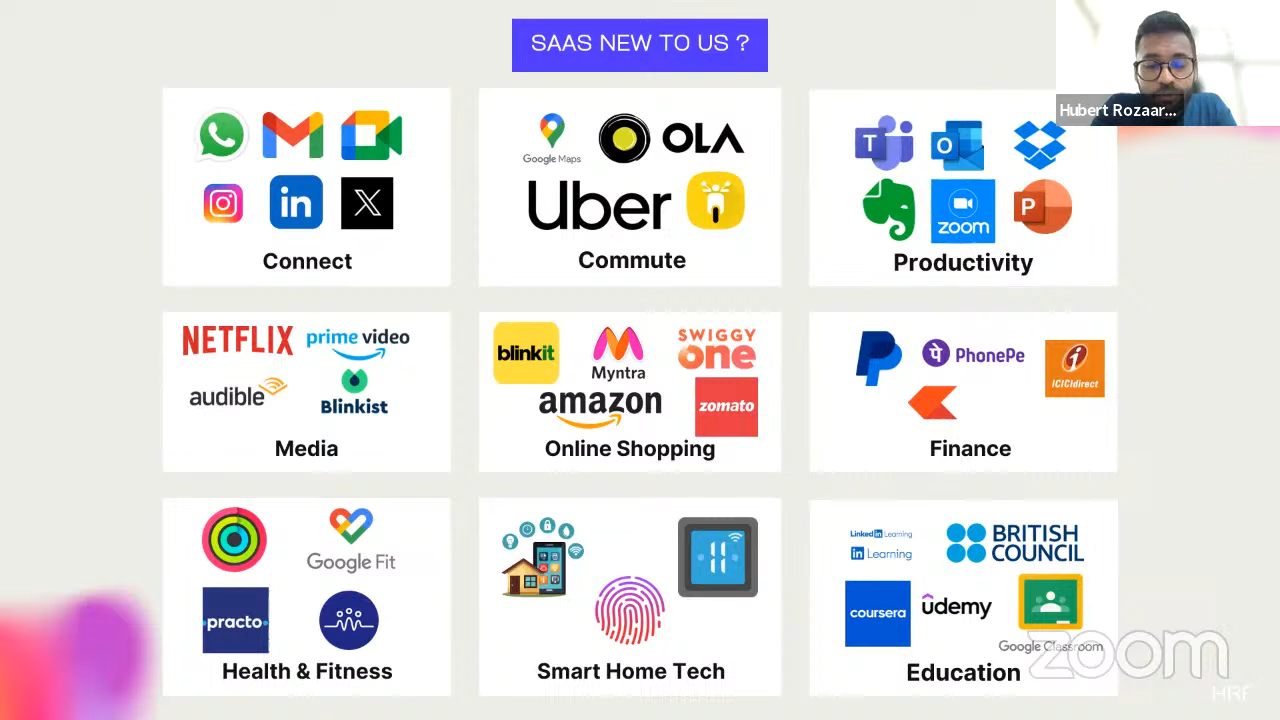 SAAS NEW TO US ?
Hubert Rozaar...
Google Maps
OLA
T
O
in
X
Uber
zoom
P
Connect
Commute
Productivity
NETFLIX
prime video
audible
Blinkist
Media
blinkit
Myntra
SWIGGY
one
amazon
zomato
Online Shopping
पे PhonePe
ICICIdirect
Finance
Google Fit
practo
Health & Fitness
Smart Home Tech
LinkedIn Learning
in Learning
BRITISH
COUNCIL
coursera
udemy
Google Classroom
Education
zoom
HRF